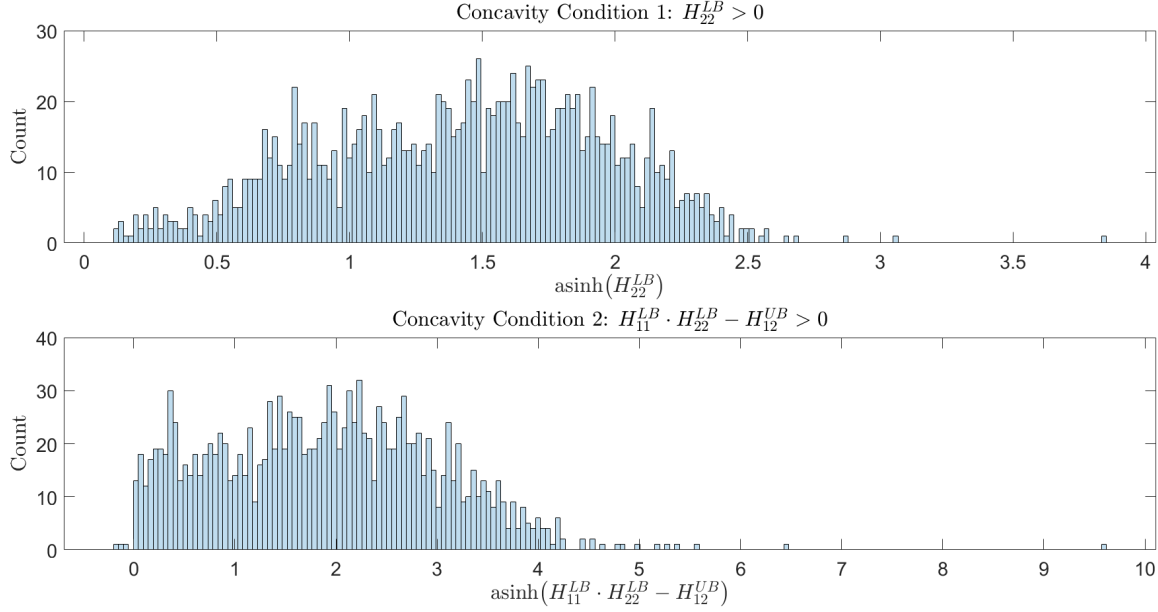 Concavity Condition 1: $H_{22}^{LB} > 0$
30
20
10
0
Count
0 0.5 1 1.5 2 2.5 3 3.5 4
asinh($H_{22}^{LB}$)
Concavity Condition 2: $H_{11}^{LB} \cdot H_{22}^{LB} - H_{12}^{UB} > 0$
40
30
20
10
0
Count
0 1 2 3 4 5 6 7 8 9 10
asinh($H_{11}^{LB} \cdot H_{22}^{LB} - H_{12}^{UB}$)